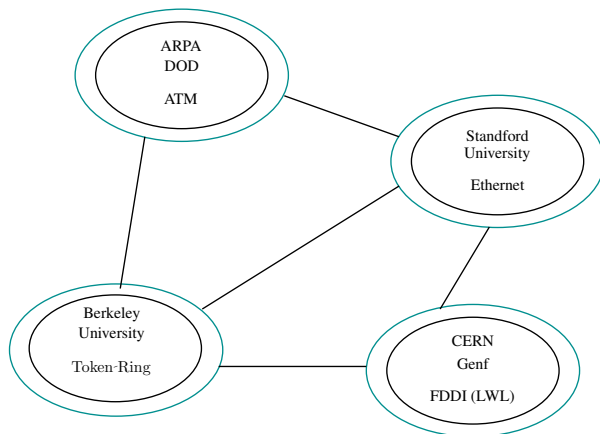 ARPA
DOD
ATM
Standford
University
Ethernet
Berkeley
University
Token-Ring
CERN
Genf
FDDI (LWL)